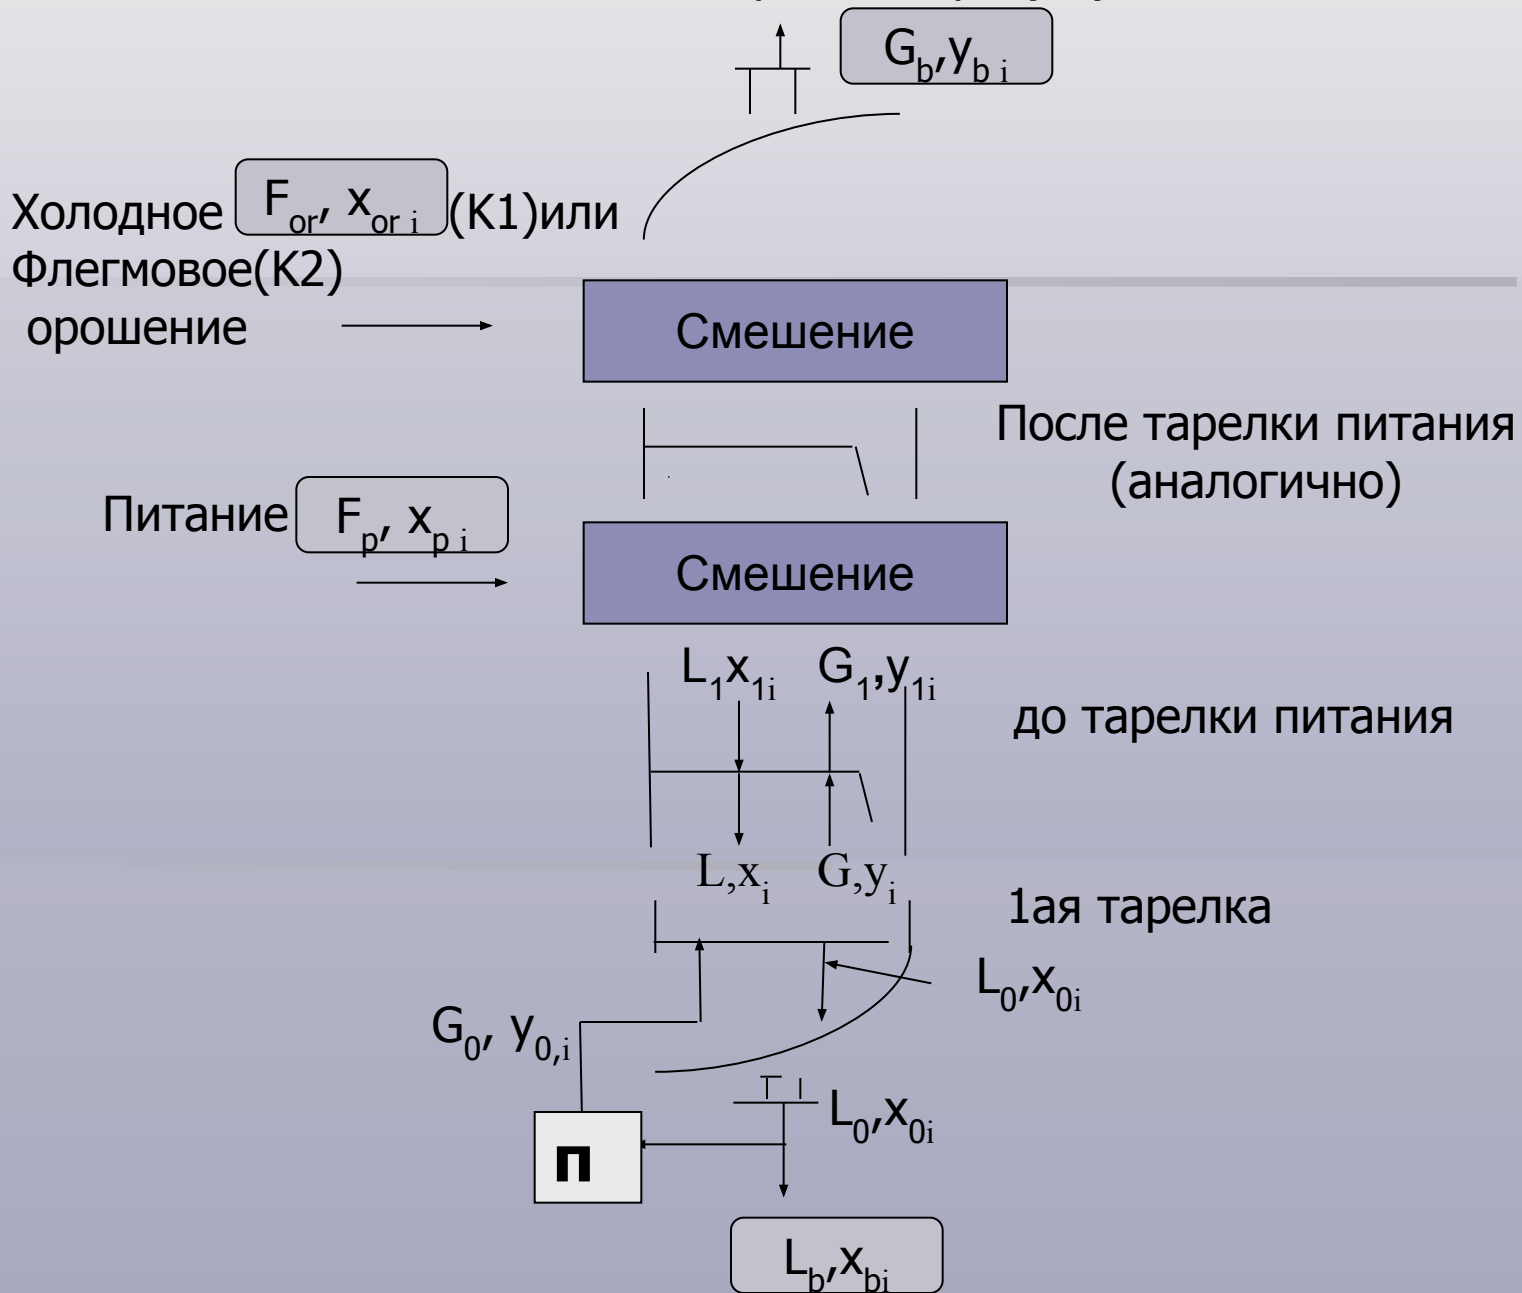 G_b,y_b i
Холодное F_or, x_or i (K1)или
Флегмовое(K2)
орошение
Смешение
После тарелки питания
(аналогично)
Питание F_p, x_p i
Смешение
L_1x_1i G_1,y_1i
до тарелки питания
L,x_i G,y_i
1ая тарелка
L_0,x_0i
G_0, y_0,i
L_0,x_0i
п
L_b,x_bi